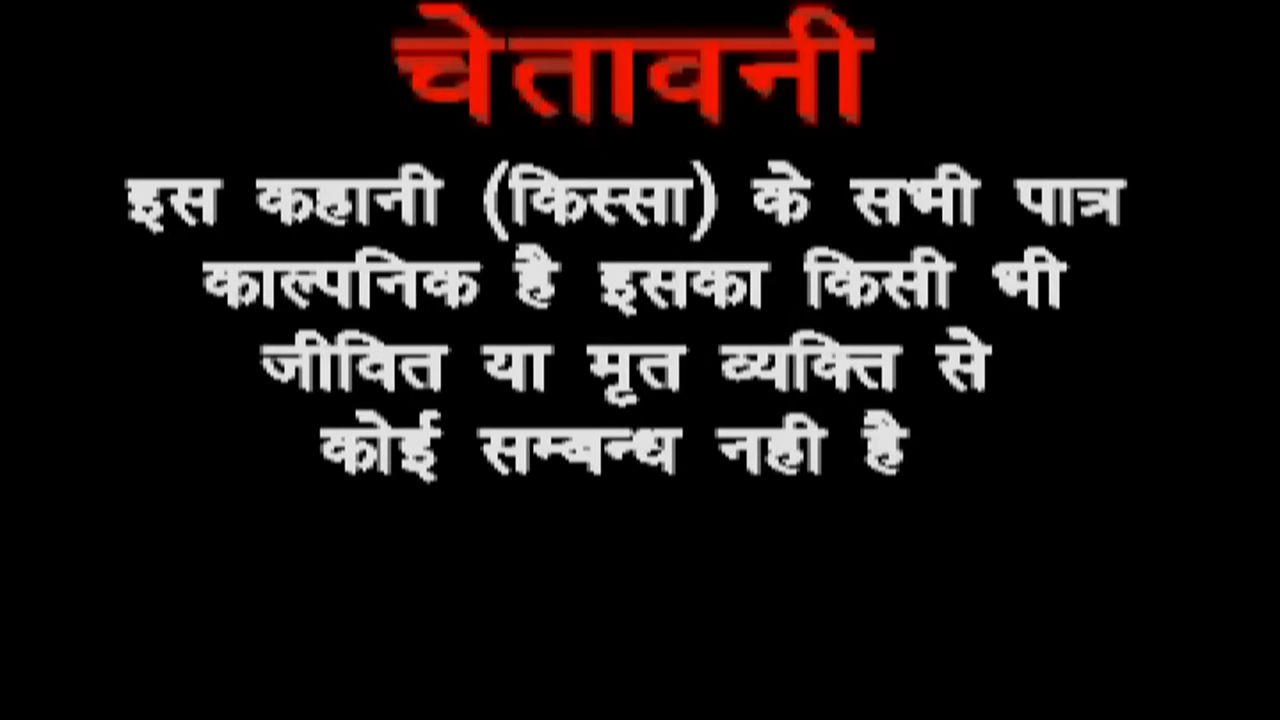 चेतावनी
इस कहानी (किस्सा) के सभी पात्र
काल्पनिक है इसका किसी भी
जीवित या मृत व्यक्ति से
कोई सम्बन्ध नही है